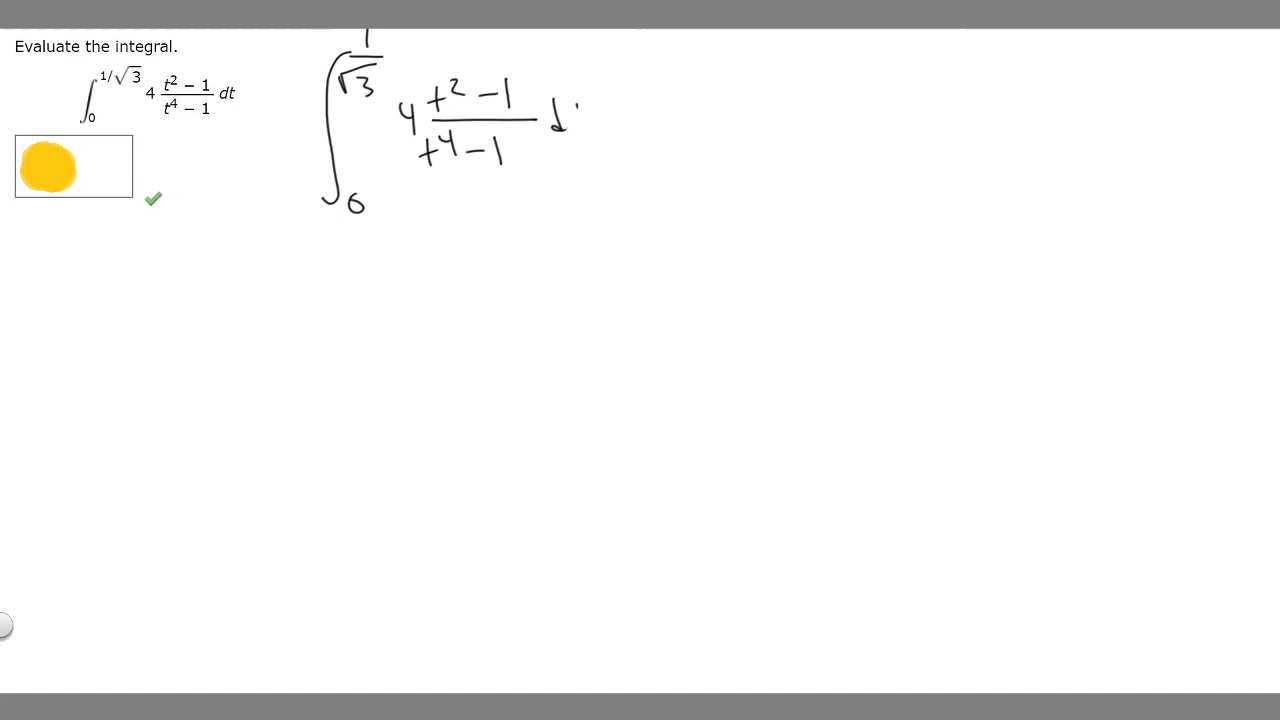 Evaluate the integral.
∫₀^{1/√3} 4 (t² − 1)/(t⁴ − 1) dt
∫₀^{1/√3} 4 (t² − 1)/(t⁴ − 1) d